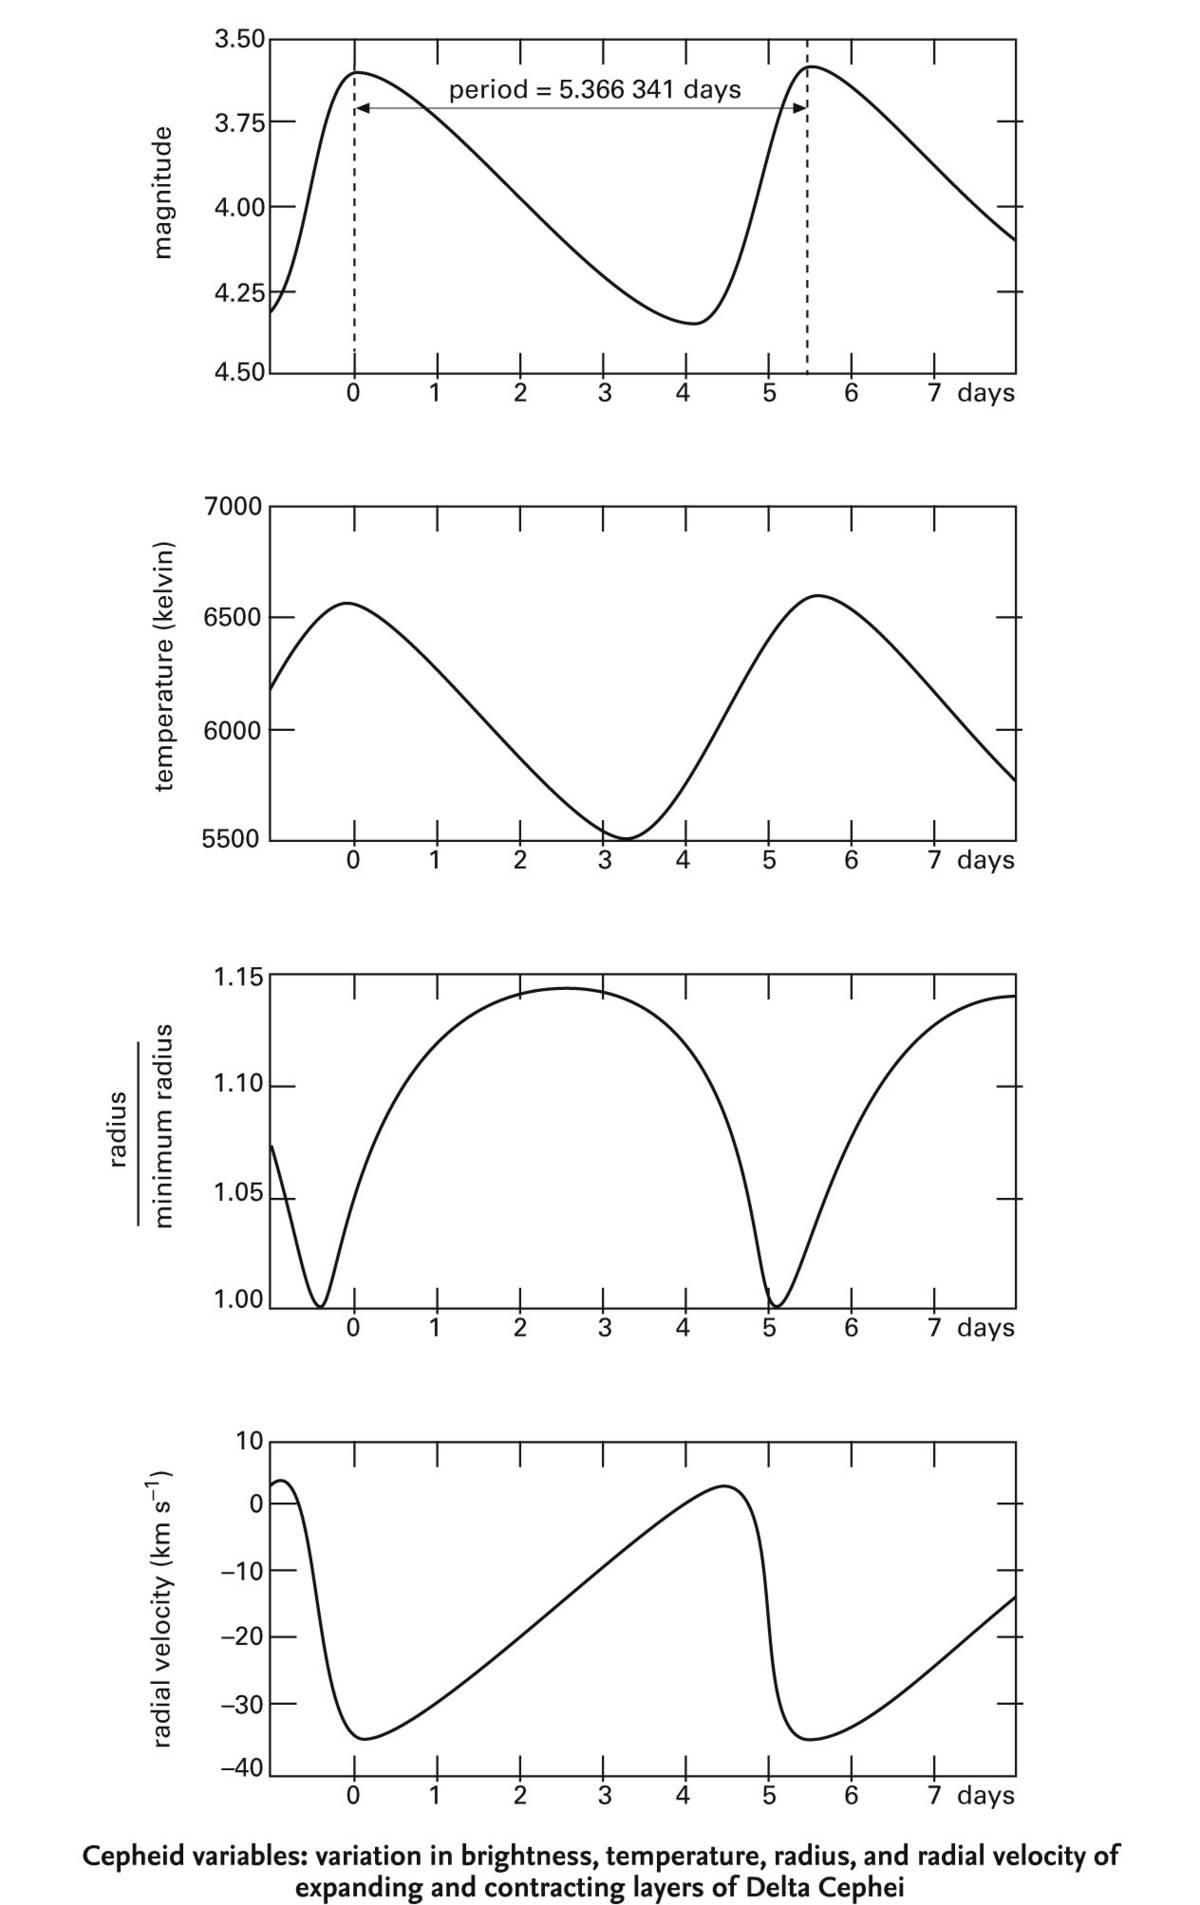 3.50
period = 5.366 341 days
3.75
magnitude
4.00
4.25
4.50
0 1 2 3 4 5 6 7 days
7000
temperature (kelvin)
6500
6000
5500
0 1 2 3 4 5 6 7 days
1.15
radius
minimum radius
1.10
1.05
1.00
0 1 2 3 4 5 6 7 days
10
radial velocity (km s⁻¹)
0
–10
–20
–30
–40
0 1 2 3 4 5 6 7 days
Cepheid variables: variation in brightness, temperature, radius, and radial velocity of
expanding and contracting layers of Delta Cephei